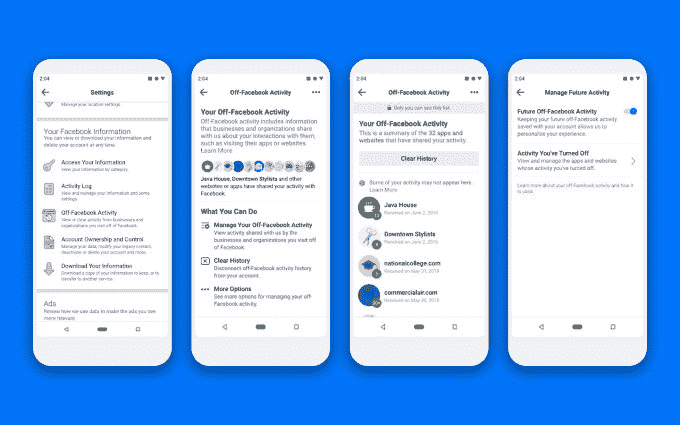 2:04
Settings
Manage your location settings.
Your Facebook Information
You can view or download your information and
delete your account at any time.
Access Your Information
View your information by category.
Activity Log
View and manage your information and some
settings.
Off-Facebook Activity
View or clear activity from businesses and
organizations you visit off of Facebook.
Account Ownership and Control
Manage your data, modify your legacy contact,
deactivate or delete your account and more.
Download Your Information
Download a copy of your information to keep, or to
transfer to another service.
Ads
Review how we use data to make the ads you see
more relevant.
2:04
Off-Facebook Activity
Your Off-Facebook Activity
Off-Facebook activity includes information
that businesses and organizations share
with us about your interactions with them,
such as visiting their apps or websites.
Learn More
Java House, Downtown Stylists and other
websites or apps have shared your activity with
Facebook.
What You Can Do
Manage Your Off-Facebook Activity
View activity shared with us by the
businesses and organizations you visit off
of Facebook.
Clear History
Disconnect off-Facebook activity history
from your account.
More Options
See more options for managing your off-
Facebook activity.
2:04
Off-Facebook Activity
Only you can see this list.
Your Off-Facebook Activity
This is a summary of the 32 apps and
websites that have shared your activity.
Clear History
Some of your activity may not appear here.
Learn More
Java House
Received on June 2, 2019
Downtown Stylists
Received on June 2, 2019
nationalcollege.com
Received on May 31, 2019
commercialair.com
Received on May 30, 2019
2:04
Manage Future Activity
Future Off-Facebook Activity
Keeping your future off-Facebook activity
saved with your account allows us to
personalize your experience.
Activity You've Turned Off
View and manage the apps and websites
whose activity you've turned off.
Learn more about your off-Facebook activity and how it
is used.